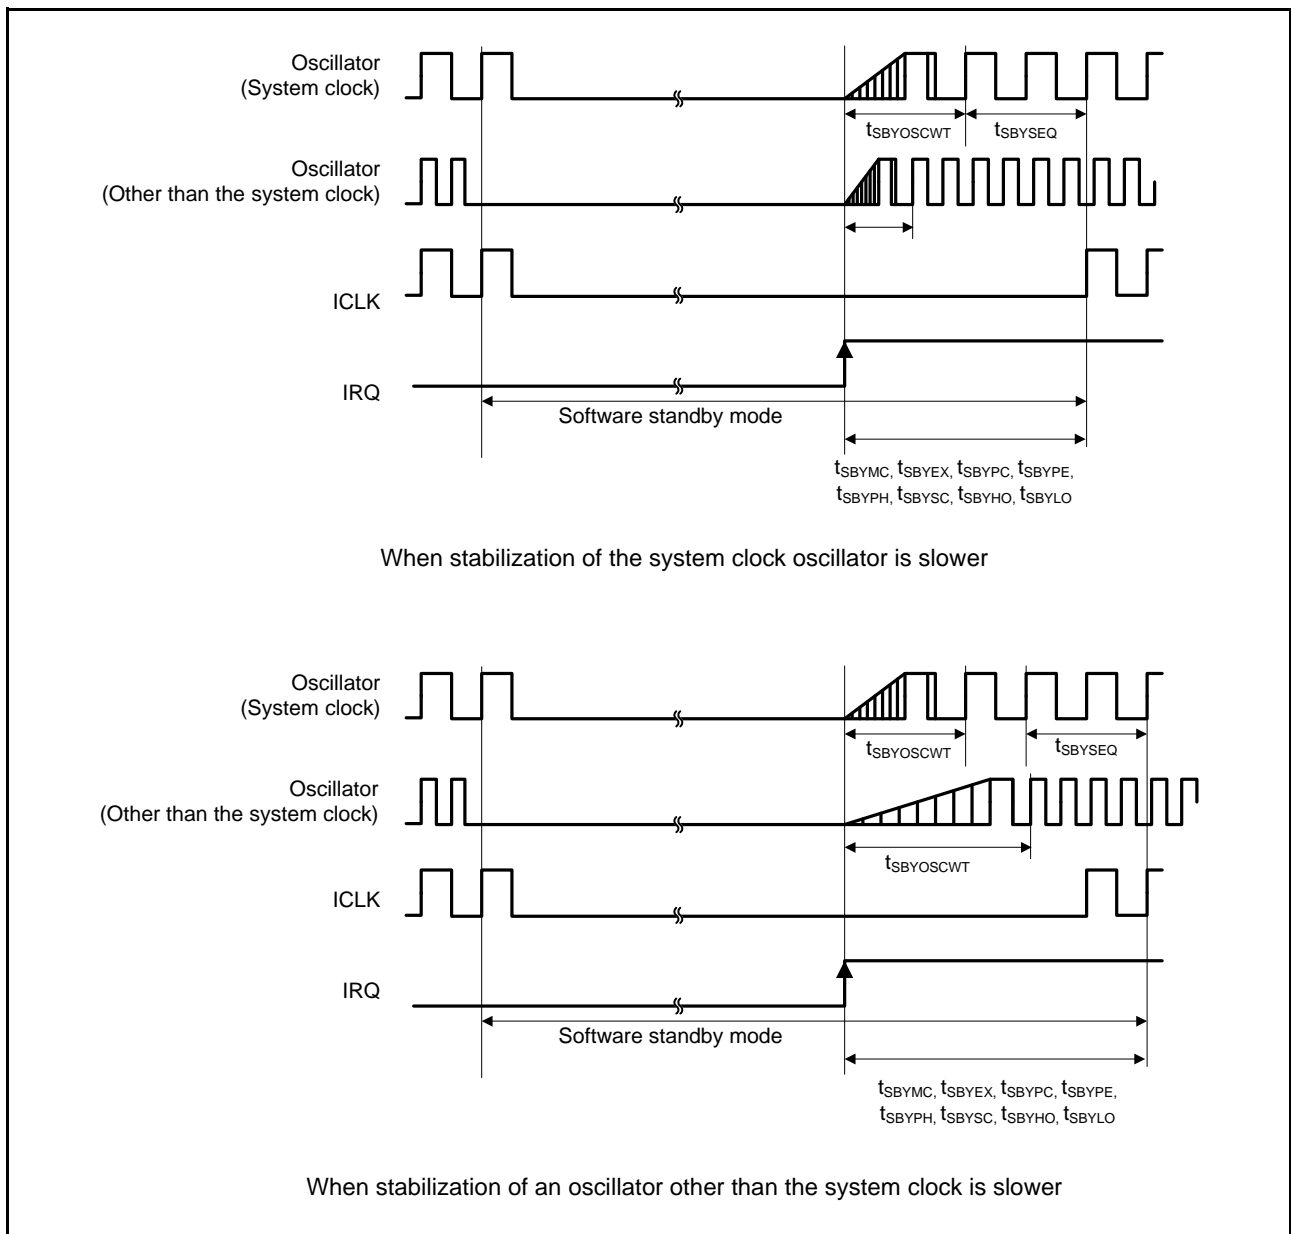 Oscillator
(System clock)
tSBYOSCWT
tSBYSEQ
Oscillator
(Other than the system clock)
ICLK
IRQ
Software standby mode
tSBYMC, tSBYEX, tSBYPC, tSBYPE,
tSBYPH, tSBYSC, tSBYHO, tSBYLO
When stabilization of the system clock oscillator is slower
Oscillator
(System clock)
tSBYOSCWT
tSBYSEQ
Oscillator
(Other than the system clock)
tSBYOSCWT
ICLK
IRQ
Software standby mode
tSBYMC, tSBYEX, tSBYPC, tSBYPE,
tSBYPH, tSBYSC, tSBYHO, tSBYLO
When stabilization of an oscillator other than the system clock is slower